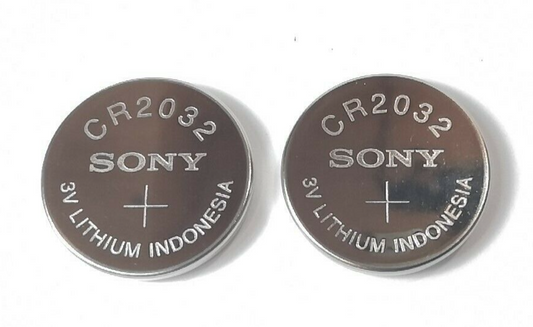 CR2032
SONY
+
3V LITHIUM INDONESIA
CR2032
SONY
+
3V LITHIUM INDONESIA